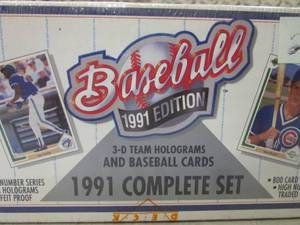 Baseball
1991 EDITION
3-D TEAM HOLOGRAMS
AND BASEBALL CARDS
1991 COMPLETE SET
NUMBER SERIES
HOLOGRAMS
FEIT PROOF
• 800 CARD
• HIGH NU
TRADED
D E C K